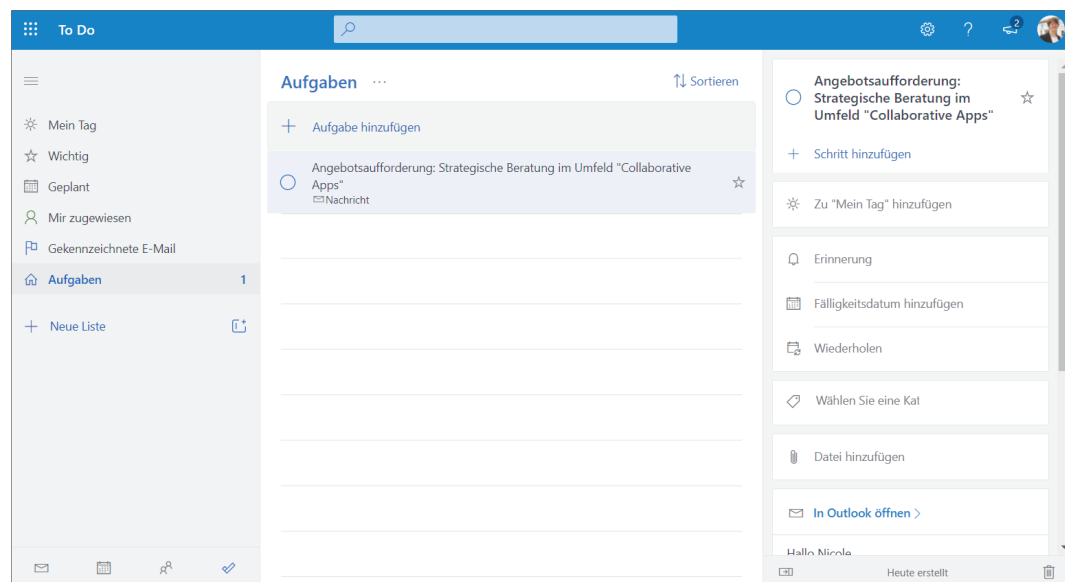 To Do
2
Mein Tag
Wichtig
Geplant
Mir zugewiesen
Gekennzeichnete E-Mail
Aufgaben 1
Neue Liste
Aufgaben ...
Sortieren
Aufgabe hinzufügen
Angebotsaufforderung: Strategische Beratung im Umfeld "Collaborative
Apps"
Nachricht
Angebotsaufforderung:
Strategische Beratung im
Umfeld "Collaborative Apps"
Schritt hinzufügen
Zu "Mein Tag" hinzufügen
Erinnerung
Fälligkeitsdatum hinzufügen
Wiederholen
Wählen Sie eine Kat
Datei hinzufügen
In Outlook öffnen
Hallo Nicole
Heute erstellt